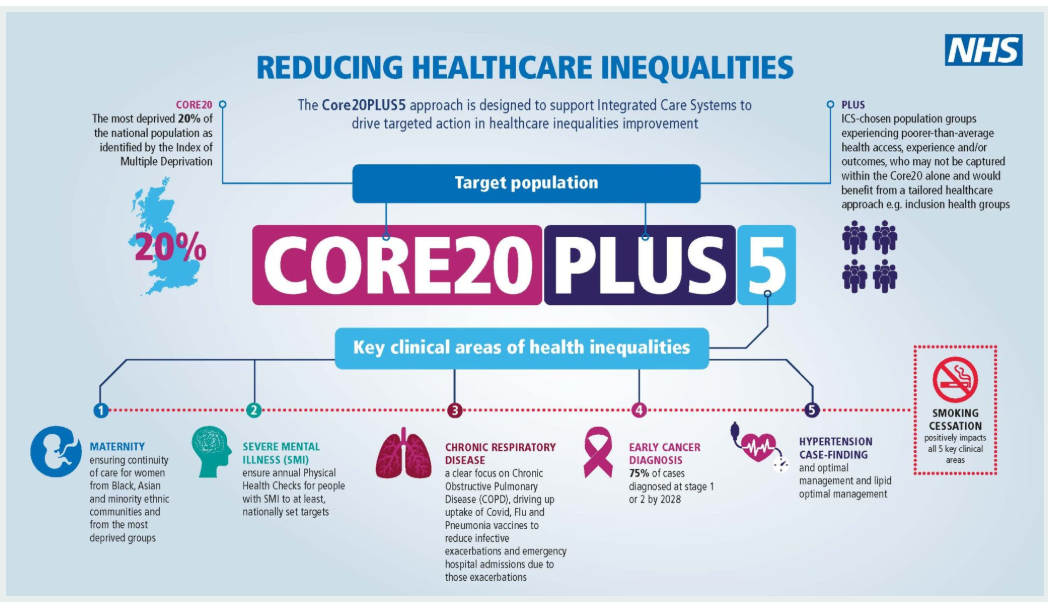 NHS
REDUCING HEALTHCARE INEQUALITIES
The Core20PLUS5 approach is designed to support Integrated Care Systems to
drive targeted action in healthcare inequalities improvement
CORE20
The most deprived 20% of
the national population as
identified by the Index of
Multiple Deprivation
20%
PLUS
ICS-chosen population groups
experiencing poorer-than-average
health access, experience and/or
outcomes, who may not be captured
within the Core20 alone and would
benefit from a tailored healthcare
approach e.g. inclusion health groups
Target population
CORE20 PLUS 5
Key clinical areas of health inequalities
1
MATERNITY
ensuring continuity
of care for women
from Black, Asian
and minority ethnic
communities and
from the most
deprived groups
2
SEVERE MENTAL
ILLNESS (SMI)
ensure annual Physical
Health Checks for people
with SMI to at least,
nationally set targets
3
CHRONIC RESPIRATORY
DISEASE
a clear focus on Chronic
Obstructive Pulmonary
Disease (COPD), driving up
uptake of Covid, Flu and
Pneumonia vaccines to
reduce infective
exacerbations and emergency
hospital admissions due to
those exacerbations
4
EARLY CANCER
DIAGNOSIS
75% of cases
diagnosed at stage 1
or 2 by 2028
5
HYPERTENSION
CASE-FINDING
and optimal
management and lipid
optimal management
SMOKING
CESSATION
positively impacts
all 5 key clinical
areas